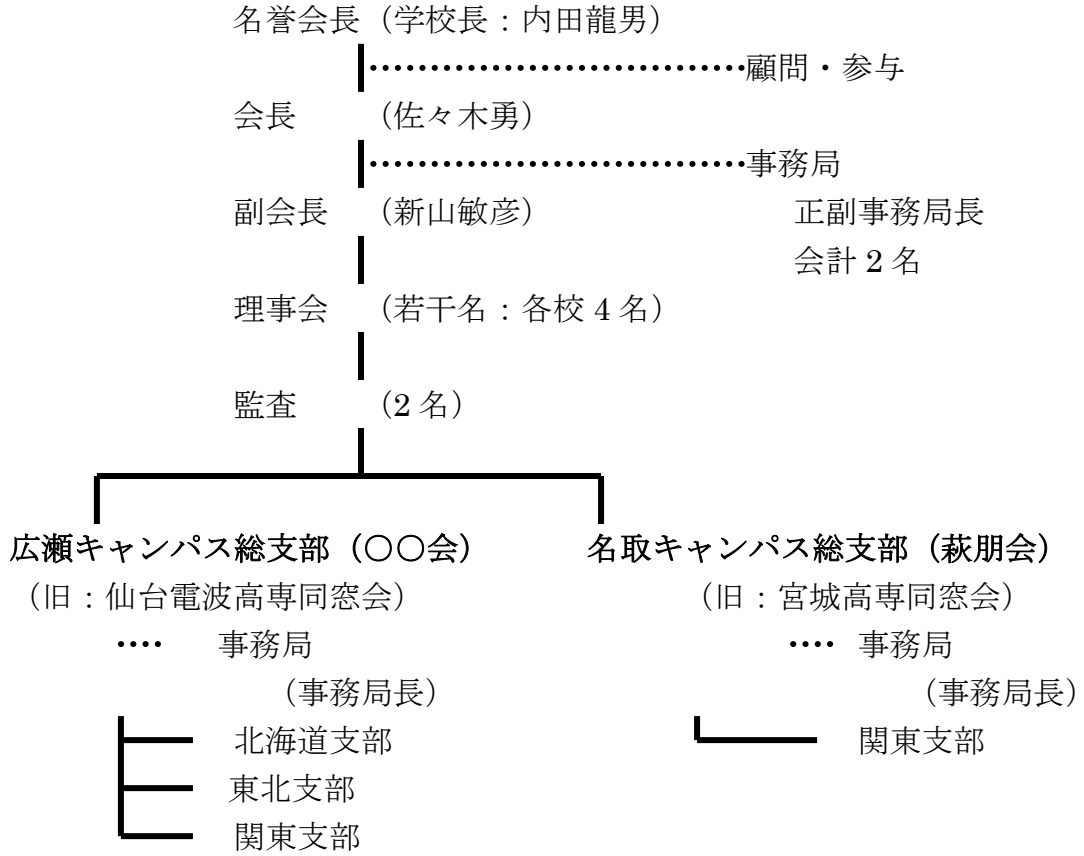 名誉会長（学校長：内田龍男）
顧問・参与
会長 （佐々木勇）
事務局
副会長 （新山敏彦） 正副事務局長
会計 2 名
理事会 （若干名：各校 4 名）
監査 （2 名）
広瀬キャンパス総支部（〇〇会） 名取キャンパス総支部（萩朋会）
（旧：仙台電波高専同窓会） （旧：宮城高専同窓会）
事務局 事務局
（事務局長） （事務局長）
北海道支部 関東支部
東北支部
関東支部